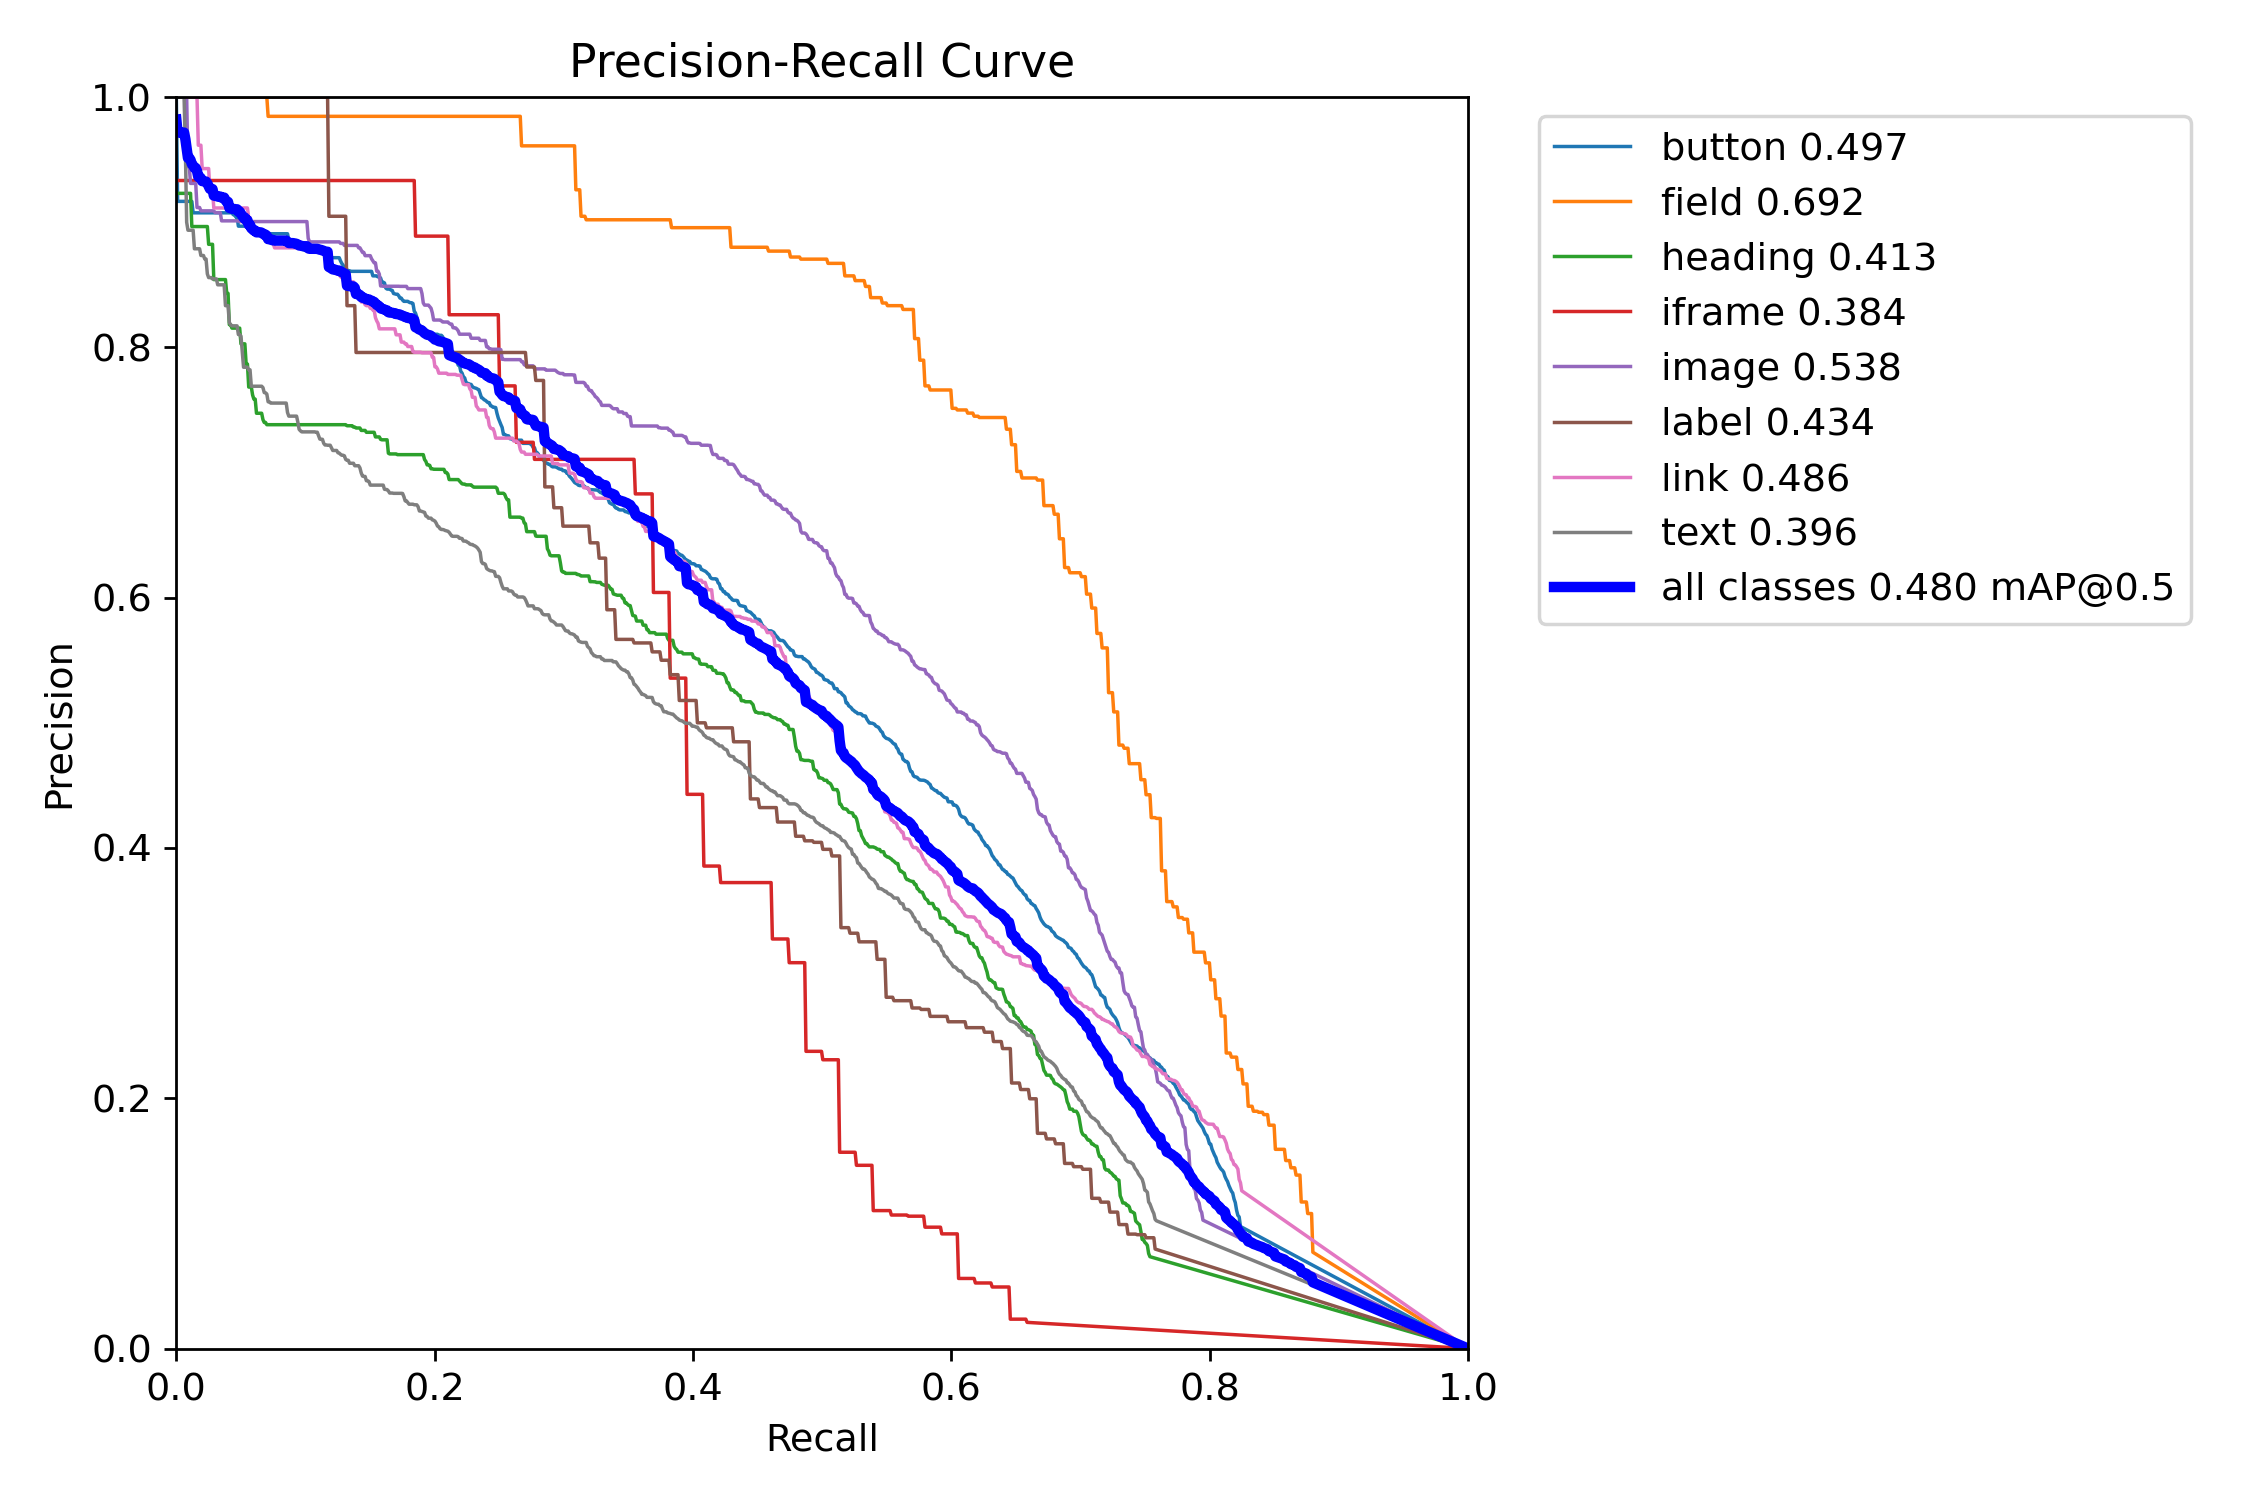 Precision-Recall Curve
1.0
0.8
0.6
0.4
0.2
0.0
Precision
0.0 0.2 0.4 0.6 0.8 1.0
Recall
button 0.497
field 0.692
heading 0.413
iframe 0.384
image 0.538
label 0.434
link 0.486
text 0.396
all classes 0.480 mAP@0.5